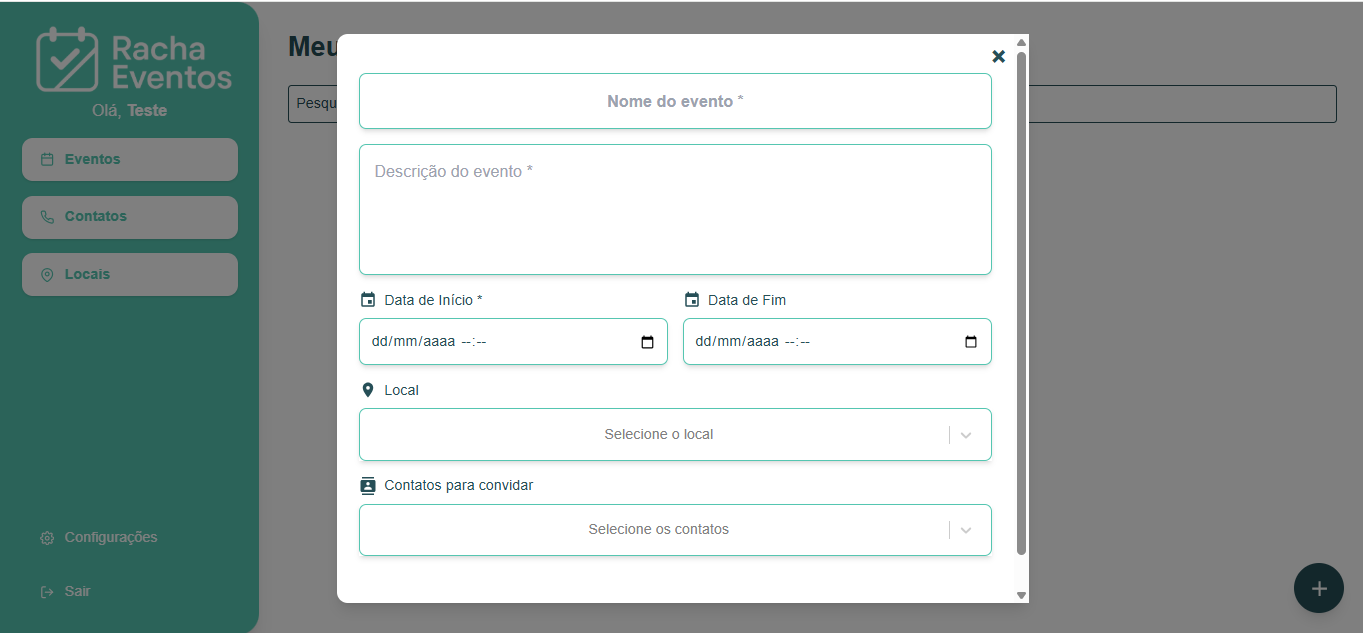 Racha
Eventos
Olá, Teste
Eventos
Contatos
Locais
Configurações
Sair
Meu
Pesqu
Nome do evento *
Descrição do evento *
Data de Início *
Data de Fim
dd/mm/aaaa --:--
dd/mm/aaaa --:--
Local
Selecione o local
Contatos para convidar
Selecione os contatos